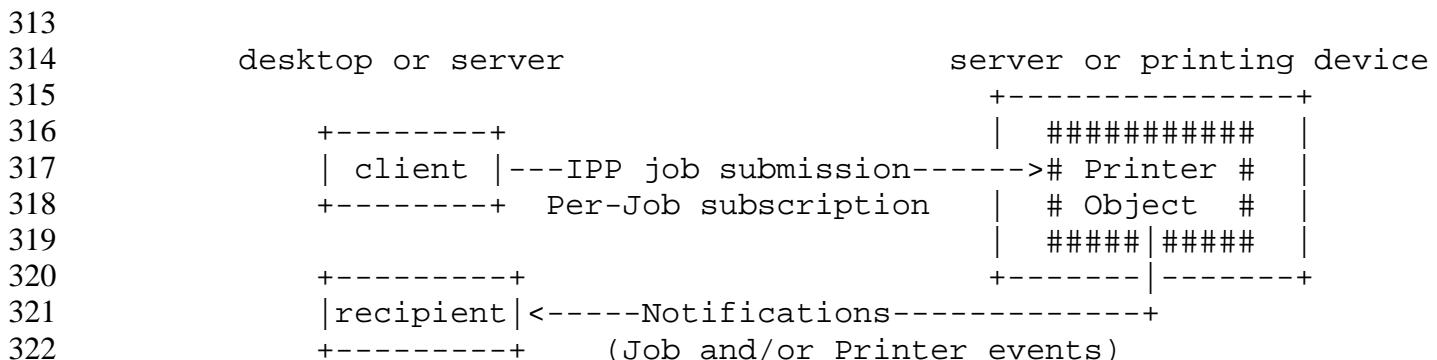 313
314 desktop or server server or printing device
315 +---------------+
316 +--------+ | ########### |
317 | client |---IPP job submission------># Printer # |
318 +--------+ Per-Job subscription | # Object # |
319 | #####|##### |
320 +---------+ +-------|-------+
321 |recipient|<-----Notifications-------------+
322 +---------+ (Job and/or Printer events)